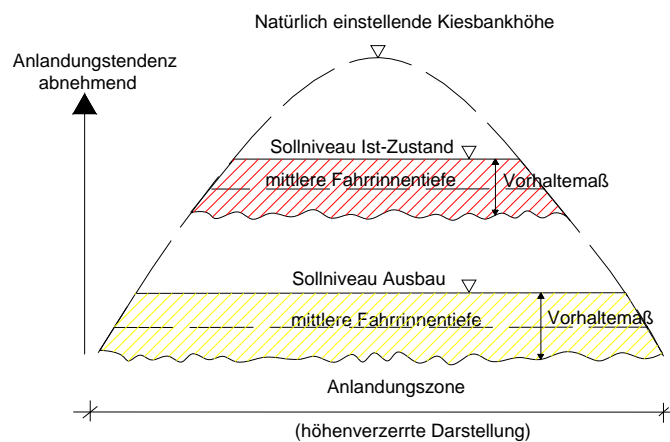 Natürlich einstellende Kiesbankhöhe
Anlandungstendenz
abnehmend
Sollniveau Ist-Zustand
mittlere Fahrrinnentiefe
Vorhaltemaß
Sollniveau Ausbau
mittlere Fahrrinnentiefe
Vorhaltemaß
Anlandungszone
(höhenverzerrte Darstellung)